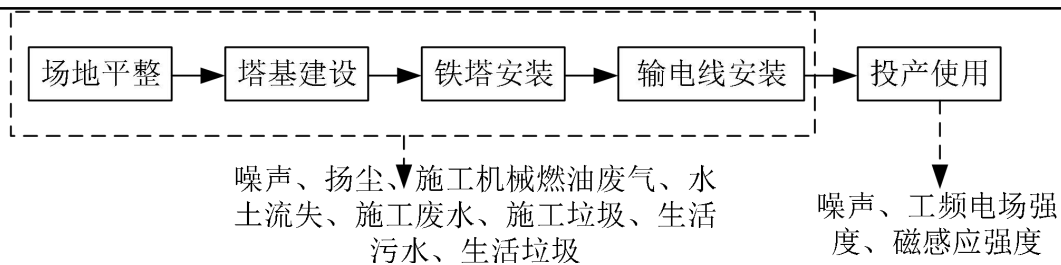 场地平整
塔基建设
铁塔安装
输电线安装
投产使用
噪声、扬尘、施工机械燃油废气、水
土流失、施工废水、施工垃圾、生活
污水、生活垃圾
噪声、工频电场强
度、磁感应强度